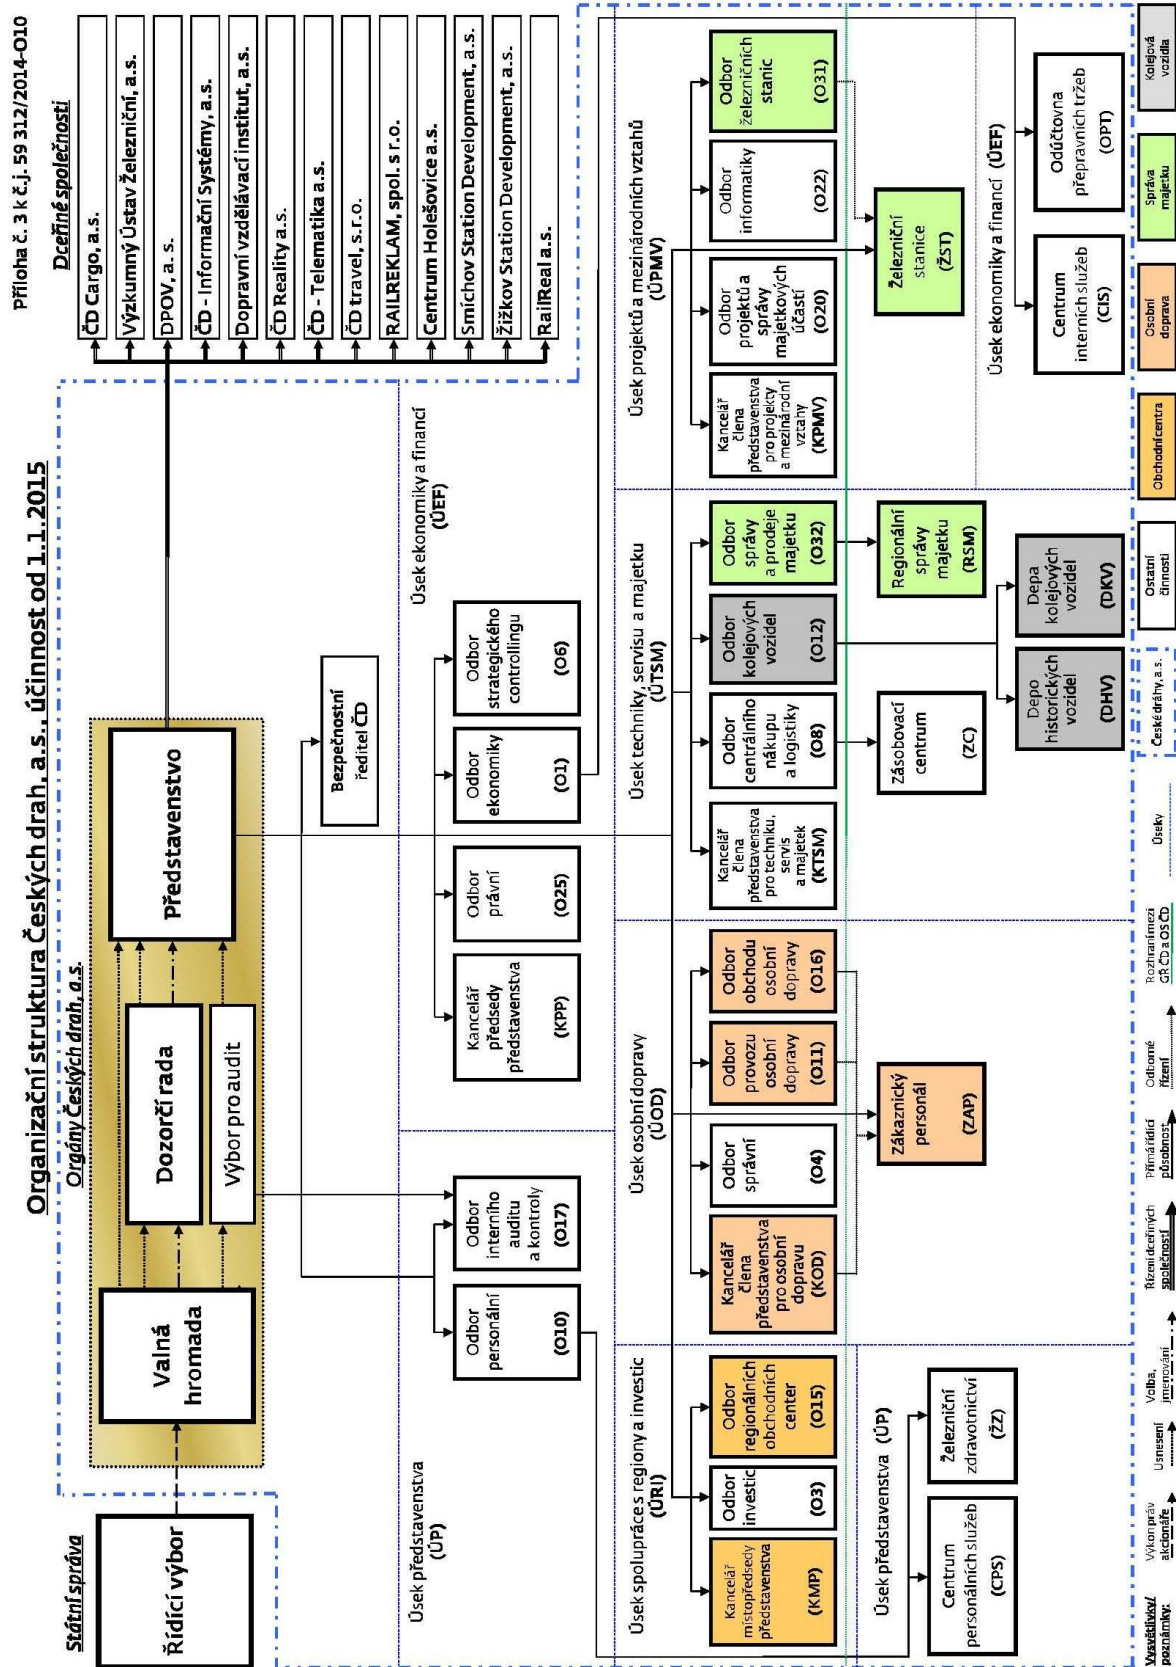 Příloha č. 3 k č.j. 59 312/2014-O10
Organizační struktura Českých drah, a.s., účinnost od 1.1.2015
Státní správa
Orgány Českých drah, a.s.
Dceřiné společnosti
Řídící výbor
Valná
hromada
Dozorčí rada
Výbor pro audit
Představenstvo
ČD Cargo, a.s.
Výzkumný Ústav Železniční, a.s.
DPOV, a. s.
ČD - Informační Systémy, a.s.
Dopravní vzdělávací institut, a.s.
ČD Reality a.s.
ČD - Telematika a.s.
ČD travel, s.r.o.
RAILREKLAM, spol. s r.o.
Centrum Holešovice a.s.
Smíchov Station Development, a.s.
Žižkov Station Development, a.s.
RailReal a.s.
Bezpečnostní
ředitel ČD
Úsek představenstva
(ÚP)
Úsek ekonomiky a financí
(ÚEF)
Odbor
personální
(O10)
Odbor
interního
auditu
a kontroly
(O17)
Kancelář
předsedy
představenstva
(KPP)
Odbor
právní
(O25)
Odbor
ekonomiky
(O1)
Odbor
strategického
controllingu
(O6)
Úsek spolupráce s regiony a investic
(ÚRI)
Úsek osobní dopravy
(ÚOD)
Úsek techniky, servisu a majetku
(ÚTSM)
Úsek projektů a mezinárodních vztahů
(ÚPMV)
Kancelář
místopředsedy
představenstva
(KMP)
Odbor
investic
(O3)
Odbor
regionálních
obchodních
center
(O15)
Kancelář
člena
představenstva
pro osobní
dopravu
(KOD)
Odbor
správní
(O4)
Odbor
provozu
osobní
dopravy
(O11)
Odbor
obchodu
osobní
dopravy
(O16)
Kancelář
člena
představenstva
pro techniku,
servis
a majetek
(KTSM)
Odbor
centrálního
nákupu
a logistiky
(O8)
Odbor
kolejových
vozidel
(O12)
Odbor
správy
a prodeje
majetku
(O32)
Kancelář
člena
představenstva
pro projekty
a mezinárodní
vztahy
(KPMV)
Odbor
projektů a
správy
majetkových
účastí
(O20)
Odbor
informatiky
(O22)
Odbor
železničních
stanic
(O31)
Úsek představenstva (ÚP)
Centrum
personálních služeb
(CPS)
Železniční
zdravotnictví
(ŽZ)
Zákaznický
personál
(ZAP)
Zásobovací
centrum
(ZC)
Regionální
správy
majetku
(RSM)
Depo
historických
vozidel
(DHV)
Depa
kolejových
vozidel
(DKV)
Železniční
stanice
(ŽST)
Úsek ekonomiky a financí (ÚEF)
Centrum
interních služeb
(CIS)
Odúčtovna
přepravních tržeb
(OPT)
Vysvětlivky/
poznámky:
Výkon práv
akcionáře
Usnesení
Volba,
jmenování
Řízení dceřiných
společností
Přímá řídící
působnost
Odborné
řízení
Rozhraní mezi
GŘ ČD a OS ČD
Úseky
České dráhy, a.s.
Ostatní
činnosti
Obchodní centra
Osobní
doprava
Správa
majetku
Kolejová
vozidla